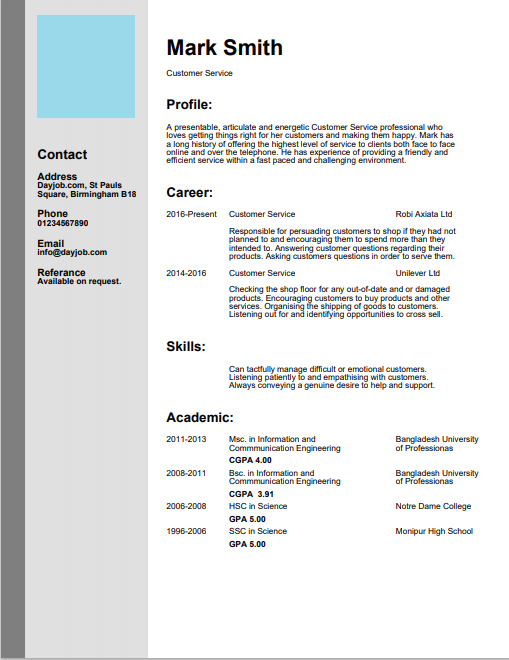 Mark Smith
Customer Service
Profile:
A presentable, articulate and energetic Customer Service professional who
loves getting things right for her customers and making them happy. Mark has
a long history of offering the highest level of service to clients both face to face
online and over the telephone. He has experience of providing a friendly and
efficient service within a fast paced and challenging environment.
Contact
Address
Dayjob.com, St Pauls
Square, Birmingham B18
Phone
01234567890
Email
info@dayjob.com
Referance
Available on request.
Career:
2016-Present Customer Service Robi Axiata Ltd
Responsible for persuading customers to shop if they had not
planned to and encouraging them to spend more than they
intended to. Answering customer questions regarding their
products. Asking customers questions in order to serve them.
2014-2016 Customer Service Unilever Ltd
Checking the shop floor for any out-of-date and or damaged
products. Encouraging customers to buy products and other
services. Organising the shipping of goods to customers.
Listening out for and identifying opportunities to cross sell.
Skills:
Can tactfully manage difficult or emotional customers.
Listening patiently to and empathising with customers.
Always conveying a genuine desire to help and support.
Academic:
2011-2013 Msc. in Information and Bangladesh University
Commmunication Engineering of Professionas
CGPA 4.00
2008-2011 Bsc. in Information and Bangladesh University
Commmunication Engineering of Professionas
CGPA 3.91
2006-2008 HSC in Science Notre Dame College
GPA 5.00
1996-2006 SSC in Science Monipur High School
GPA 5.00